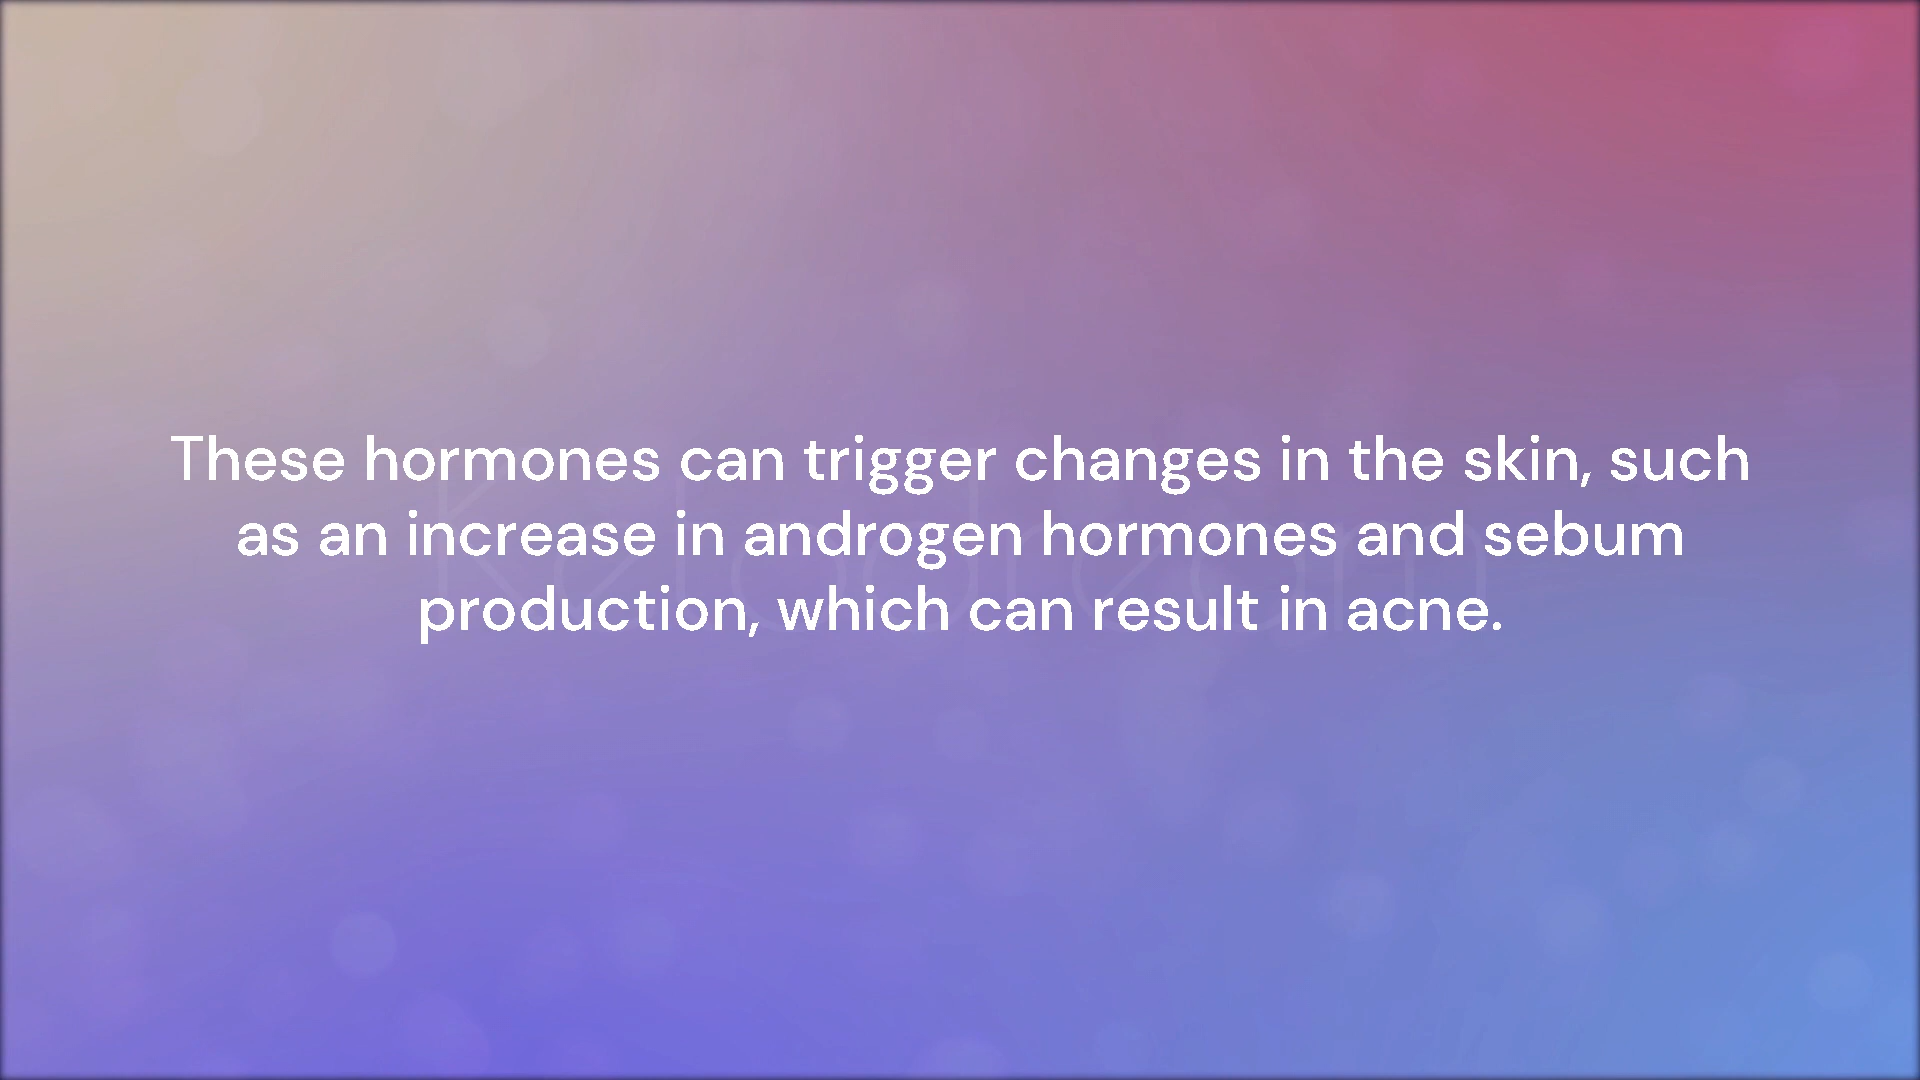 These hormones can trigger changes in the skin, such
as an increase in androgen hormones and sebum
production, which can result in acne.